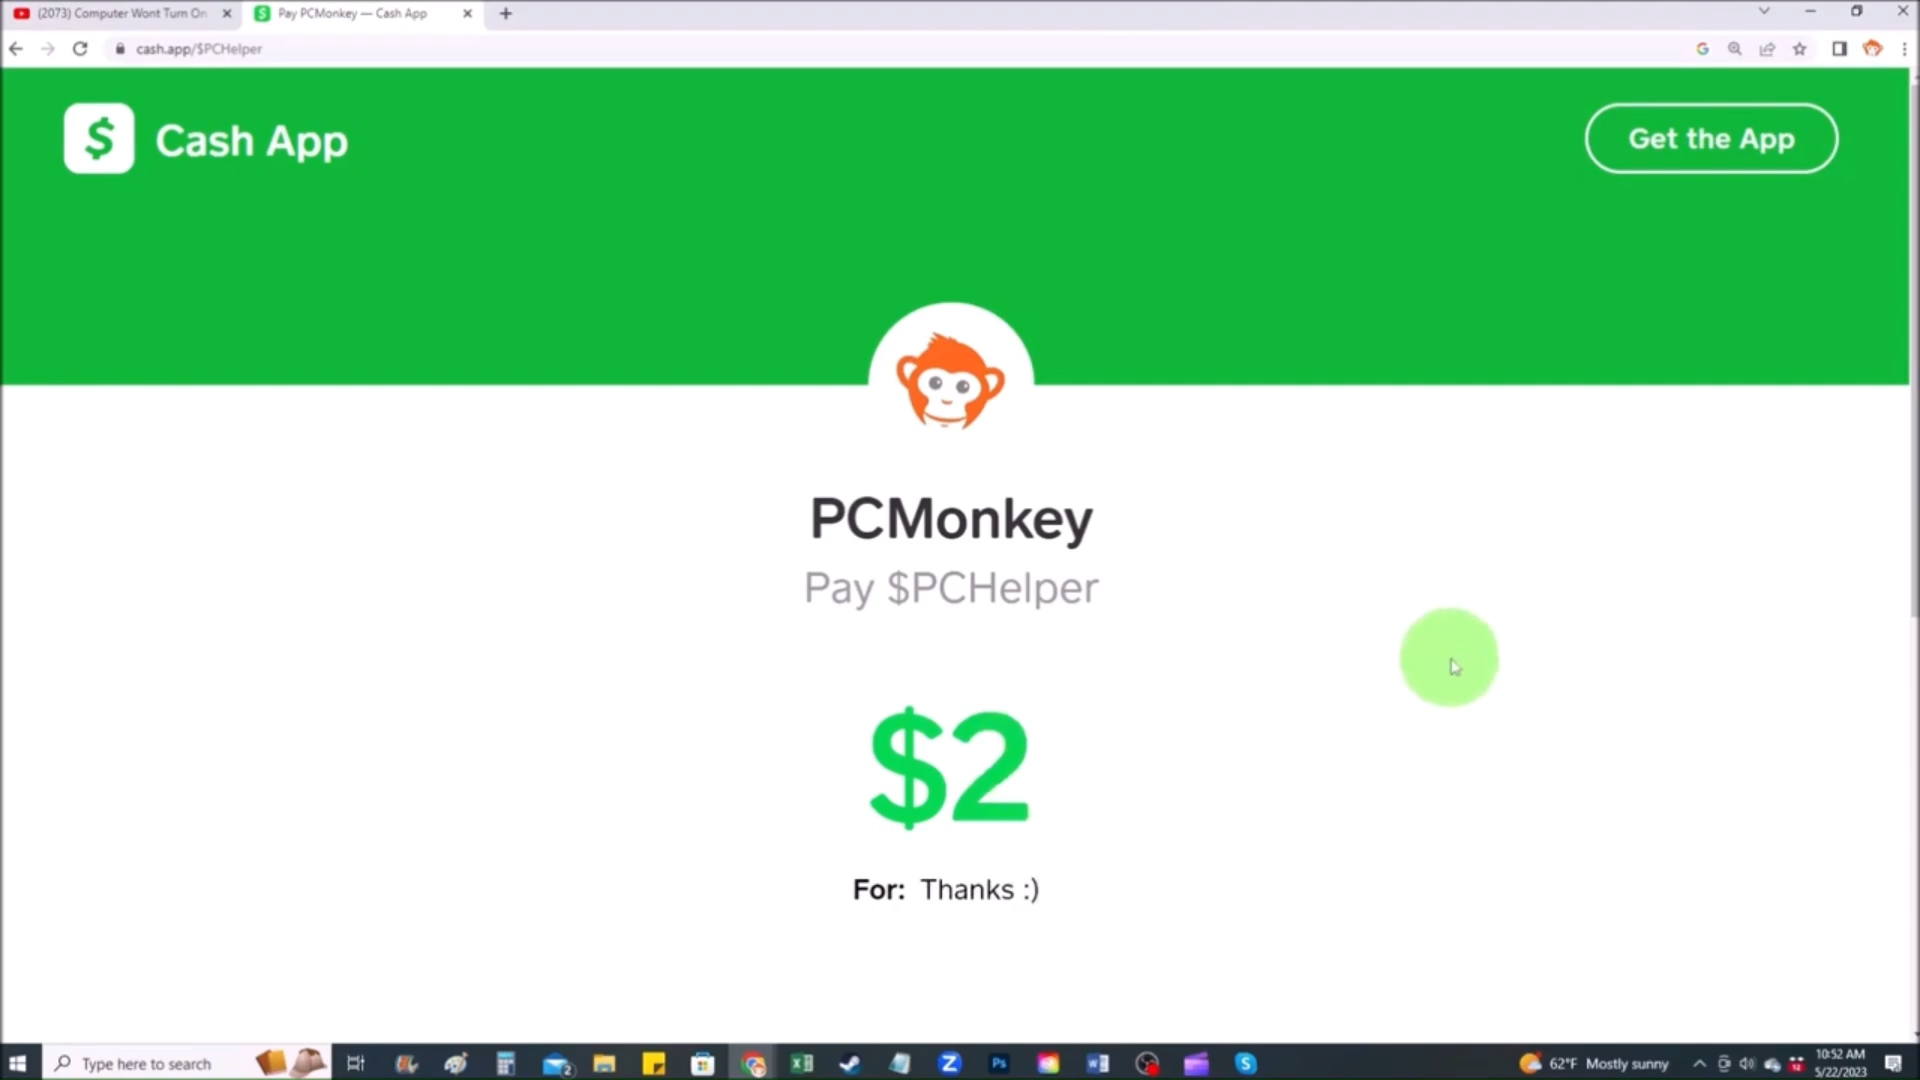 (2073) Computer Wont Turn On
Pay PCMonkey — Cash App
cash.app/$PCHelper
$ Cash App
Get the App
PCMonkey
Pay $PCHelper
$2
For: Thanks :)
Type here to search
62°F Mostly sunny
10:52 AM
5/22/2023